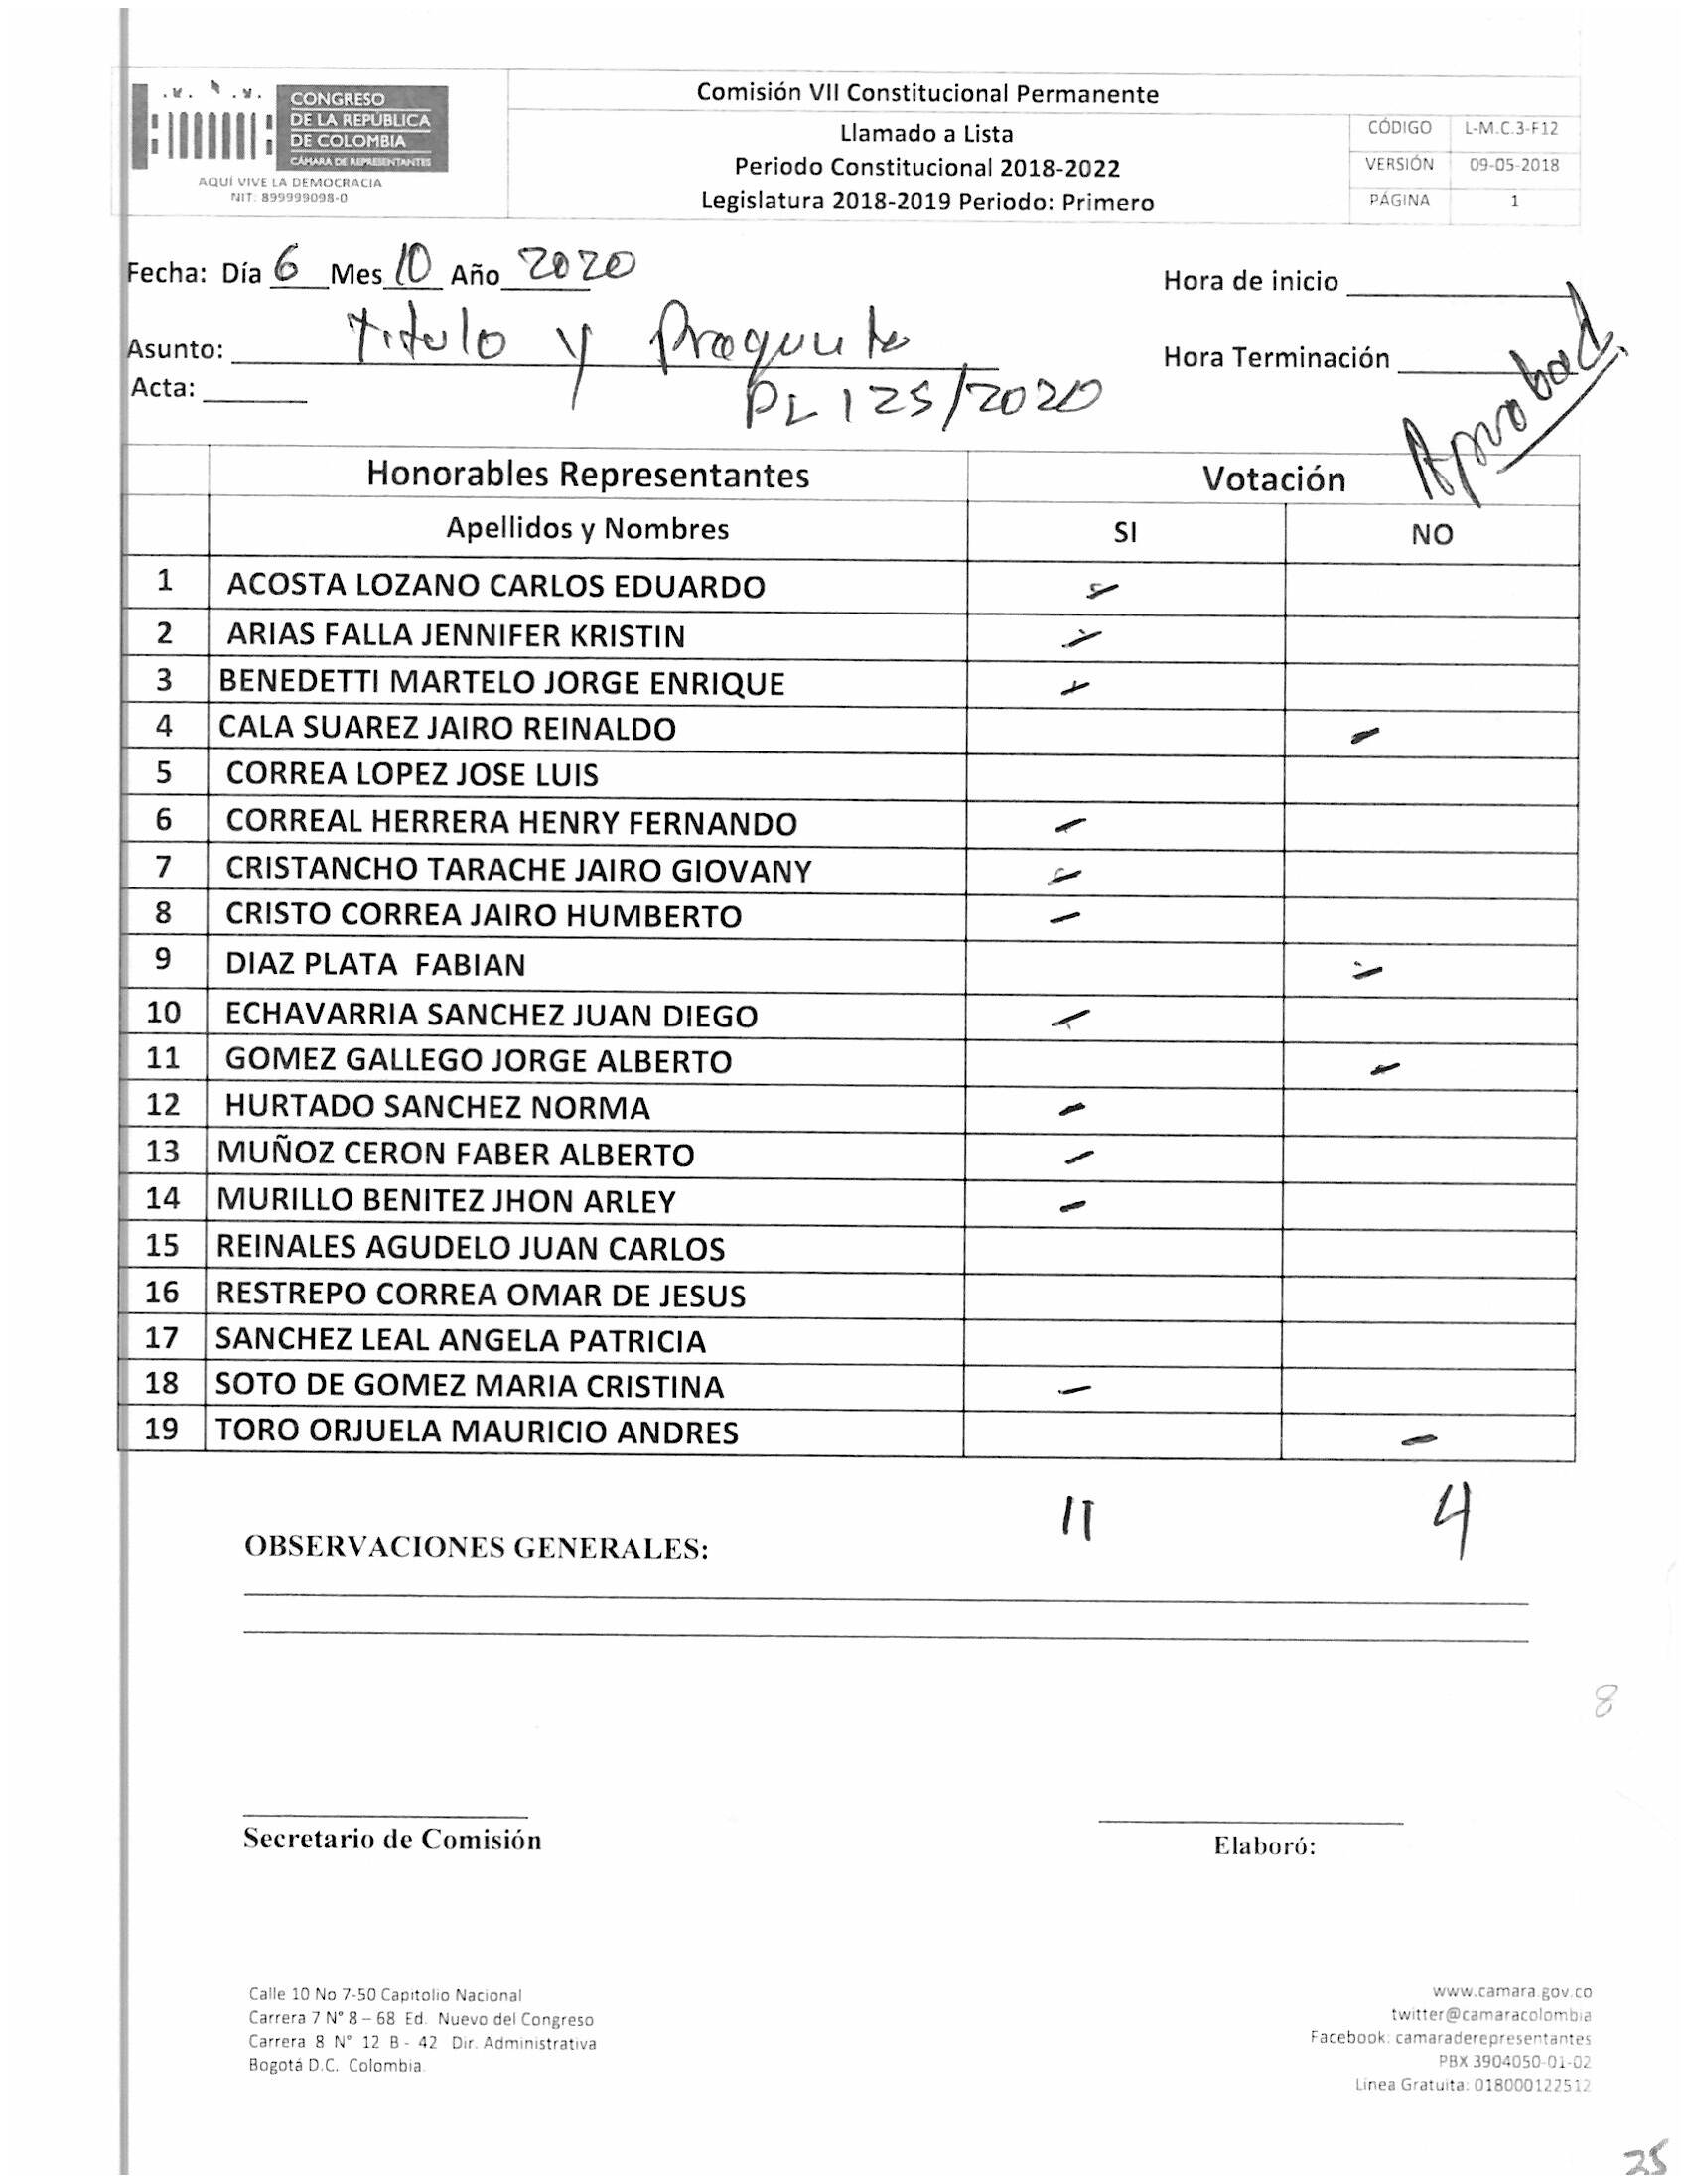 CONGRESO
DE LA REPÚBLICA
DE COLOMBIA
CÁMARA DE REPRESENTANTES
AQUÍ VIVE LA DEMOCRACIA
NIT: 899999098-0
Comisión VII Constitucional Permanente
Llamado a Lista
Periodo Constitucional 2018-2022
Legislatura 2018-2019 Periodo: Primero
CÓDIGO L-M.C.3-F12
VERSIÓN 09-05-2018
PÁGINA 1
Fecha: Día 6 Mes 10 Año 2020
Hora de inicio
Asunto: Titulo y
Hora Terminación
Acta:
PL 125/2020
Aprobad
Honorables Representantes Votación
Apellidos y Nombres SI NO
1 ACOSTA LOZANO CARLOS EDUARDO
2 ARIAS FALLA JENNIFER KRISTIN
3 BENEDETTI MARTELO JORGE ENRIQUE
4 CALA SUAREZ JAIRO REINALDO
5 CORREA LOPEZ JOSE LUIS
6 CORREAL HERRERA HENRY FERNANDO
7 CRISTANCHO TARACHE JAIRO GIOVANY
8 CRISTO CORREA JAIRO HUMBERTO
9 DIAZ PLATA FABIAN
10 ECHAVARRIA SANCHEZ JUAN DIEGO
11 GOMEZ GALLEGO JORGE ALBERTO
12 HURTADO SANCHEZ NORMA
13 MUÑOZ CERON FABER ALBERTO
14 MURILLO BENITEZ JHON ARLEY
15 REINALES AGUDELO JUAN CARLOS
16 RESTREPO CORREA OMAR DE JESUS
17 SANCHEZ LEAL ANGELA PATRICIA
18 SOTO DE GOMEZ MARIA CRISTINA
19 TORO ORJUELA MAURICIO ANDRES
11 4
OBSERVACIONES GENERALES:
8
Secretario de Comisión
Elaboró:
Calle 10 No 7-50 Capitolio Nacional
Carrera 7 N° 8 – 68 Ed. Nuevo del Congreso
Carrera 8 N° 12 B - 42 Dir. Administrativa
Bogotá D.C. Colombia
www.camara.gov.co
twitter@camaracolombia
Facebook: camaraderepresentantes
PBX 3904050-01-02
Linea Gratuita: 018000122512
25